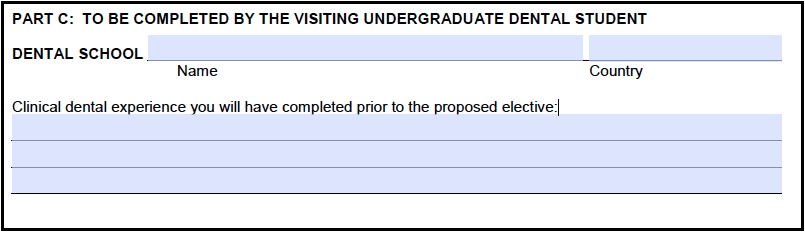 PART C: TO BE COMPLETED BY THE VISITING UNDERGRADUATE DENTAL STUDENT
DENTAL SCHOOL
Name Country
Clinical dental experience you will have completed prior to the proposed elective: